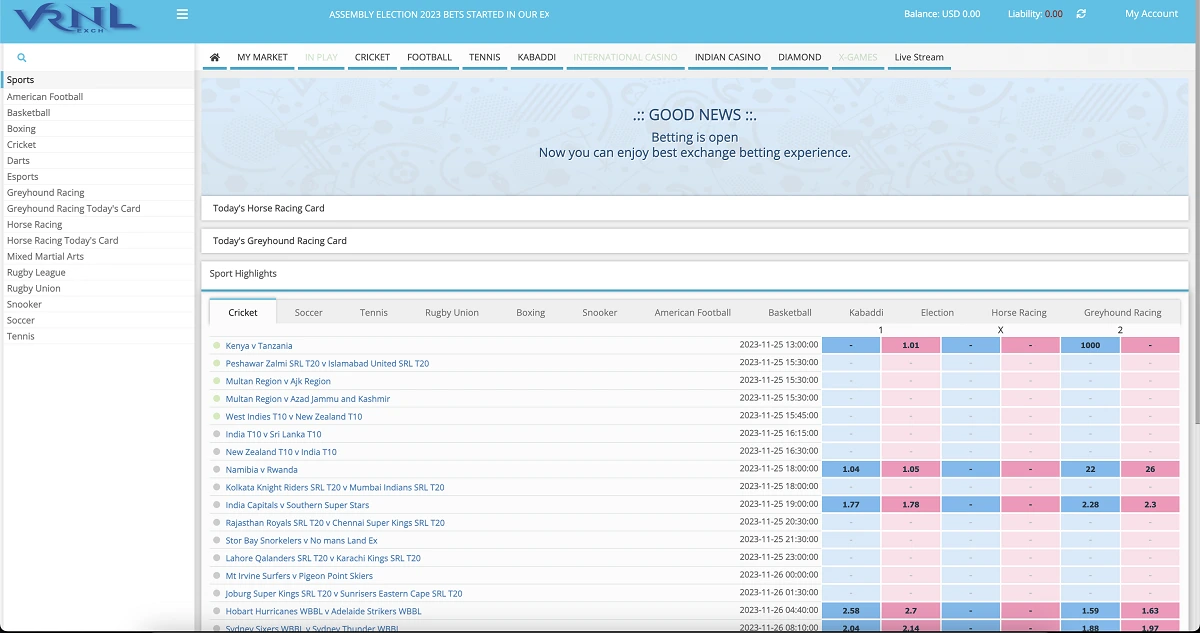 VRNL
EXCH
ASSEMBLY ELECTION 2023 BETS STARTED IN OUR EX
Balance: USD 0.00 Liability: 0.00 My Account
MY MARKET IN PLAY CRICKET FOOTBALL TENNIS KABADDI INTERNATIONAL CASINO INDIAN CASINO DIAMOND X-GAMES Live Stream
Sports
American Football
Basketball
Boxing
Cricket
Darts
Esports
Greyhound Racing
Greyhound Racing Today's Card
Horse Racing
Horse Racing Today's Card
Mixed Martial Arts
Rugby League
Rugby Union
Snooker
Soccer
Tennis
.:: GOOD NEWS ::.
Betting is open
Now you can enjoy best exchange betting experience.
Today's Horse Racing Card
Today's Greyhound Racing Card
Sport Highlights
Cricket Soccer Tennis Rugby Union Boxing Snooker American Football Basketball Kabaddi Election Horse Racing Greyhound Racing
1 X 2
Kenya v Tanzania 2023-11-25 13:00:00 - 1.01 - - 1000 -
Peshawar Zalmi SRL T20 v Islamabad United SRL T20 2023-11-25 15:30:00 - - - - - -
Multan Region v Ajk Region 2023-11-25 15:30:00 - - - - - -
Multan Region v Azad Jammu and Kashmir 2023-11-25 15:30:00 - - - - - -
West Indies T10 v New Zealand T10 2023-11-25 15:45:00 - - - - - -
India T10 v Sri Lanka T10 2023-11-25 16:15:00 - - - - - -
New Zealand T10 v India T10 2023-11-25 16:30:00 - - - - - -
Namibia v Rwanda 2023-11-25 18:00:00 1.04 1.05 - - 22 26
Kolkata Knight Riders SRL T20 v Mumbai Indians SRL T20 2023-11-25 18:00:00 - - - - - -
India Capitals v Southern Super Stars 2023-11-25 19:00:00 1.77 1.78 - - 2.28 2.3
Rajasthan Royals SRL T20 v Chennai Super Kings SRL T20 2023-11-25 20:30:00 - - - - - -
Stor Bay Snorkelers v No mans Land Ex 2023-11-25 21:30:00 - - - - - -
Lahore Qalanders SRL T20 v Karachi Kings SRL T20 2023-11-25 23:00:00 - - - - - -
Mt Irvine Surfers v Pigeon Point Skiers 2023-11-26 00:00:00 - - - - - -
Joburg Super Kings SRL T20 v Sunrisers Eastern Cape SRL T20 2023-11-26 01:30:00 - - - - - -
Hobart Hurricanes WBBL v Adelaide Strikers WBBL 2023-11-26 04:40:00 2.58 2.7 - - 1.59 1.63
Sydney Sixers WBBL v Sydney Thunder WBBL 2023-11-26 08:10:00 2.04 2.14 - - 1.88 1.97